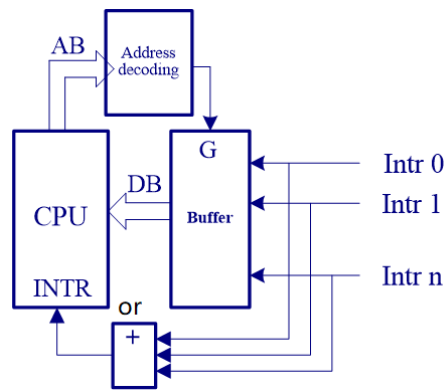 AB
Address
decoding
G
Intr 0
DB
Intr 1
CPU
Buffer
INTR
Intr n
or
+